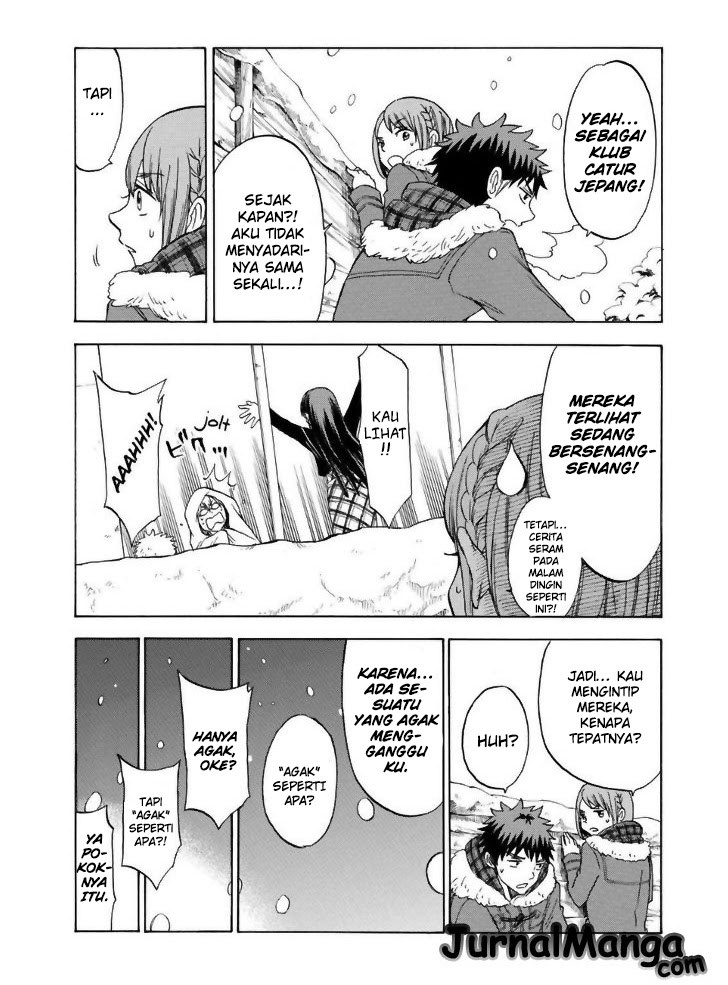 YEAH...
SEBAGAI
KLUB
CATUR
JEPANG!
SEJAK
KAPAN?!
AKU TIDAK
MENYADARI-
NYA SAMA
SEKALI...!
TAPI
...
MEREKA
TERLIHAT
SEDANG
BERSENANG-
SENANG!
TETAPI...
CERITA
SERAM
PADA
MALAM
DINGIN
SEPERTI
INI?!
KAU
LIHAT
!!
jolt
ビクッ
AAAHHH!
JADI... KAU
MENGINTIP
MEREKA,
KENAPA
TEPATNYA?
HUH?
KARENA...
ADA SE-
SUATU
YANG AGAK
MENG-
GANGGU
KU.
"AGAK"
SEPERTI
APA?
HANYA
AGAK,
OKE?
TAPI
"AGAK"
SEPERTI
APA?!
YA
PO-
KOK-
NYA
ITU.
JurnalManga.com